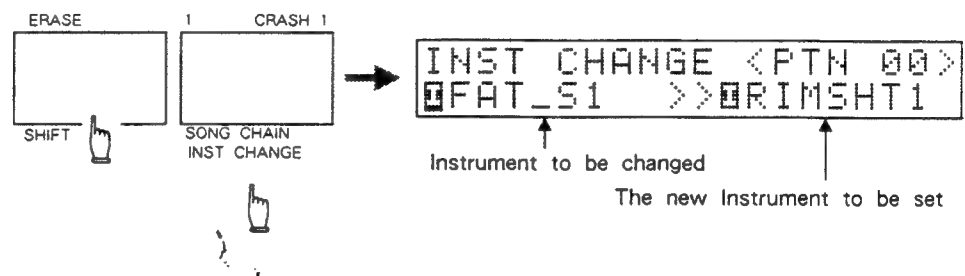 ERASE
1 CRASH 1
SHIFT
SONG CHAIN
INST CHANGE
INST CHANGE <PTN 00>
FAT_S1 >>RIMSHT1
Instrument to be changed
The new Instrument to be set